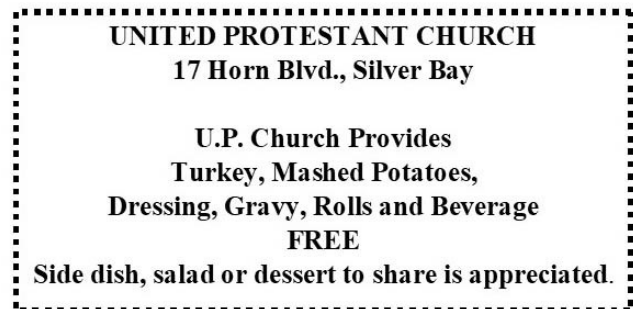 UNITED PROTESTANT CHURCH
17 Horn Blvd., Silver Bay
U.P. Church Provides
Turkey, Mashed Potatoes,
Dressing, Gravy, Rolls and Beverage
FREE
Side dish, salad or dessert to share is appreciated.